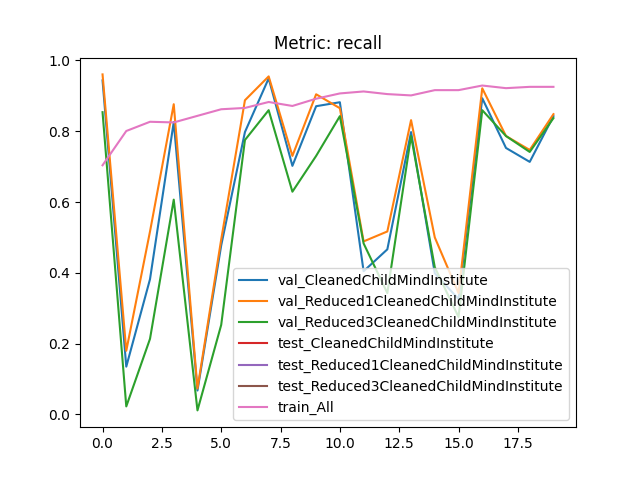 Metric: recall
1.0
0.8
0.6
0.4
0.2
0.0
val_CleanedChildMindInstitute
val_Reduced1CleanedChildMindInstitute
val_Reduced3CleanedChildMindInstitute
test_CleanedChildMindInstitute
test_Reduced1CleanedChildMindInstitute
test_Reduced3CleanedChildMindInstitute
train_All
0.0 2.5 5.0 7.5 10.0 12.5 15.0 17.5